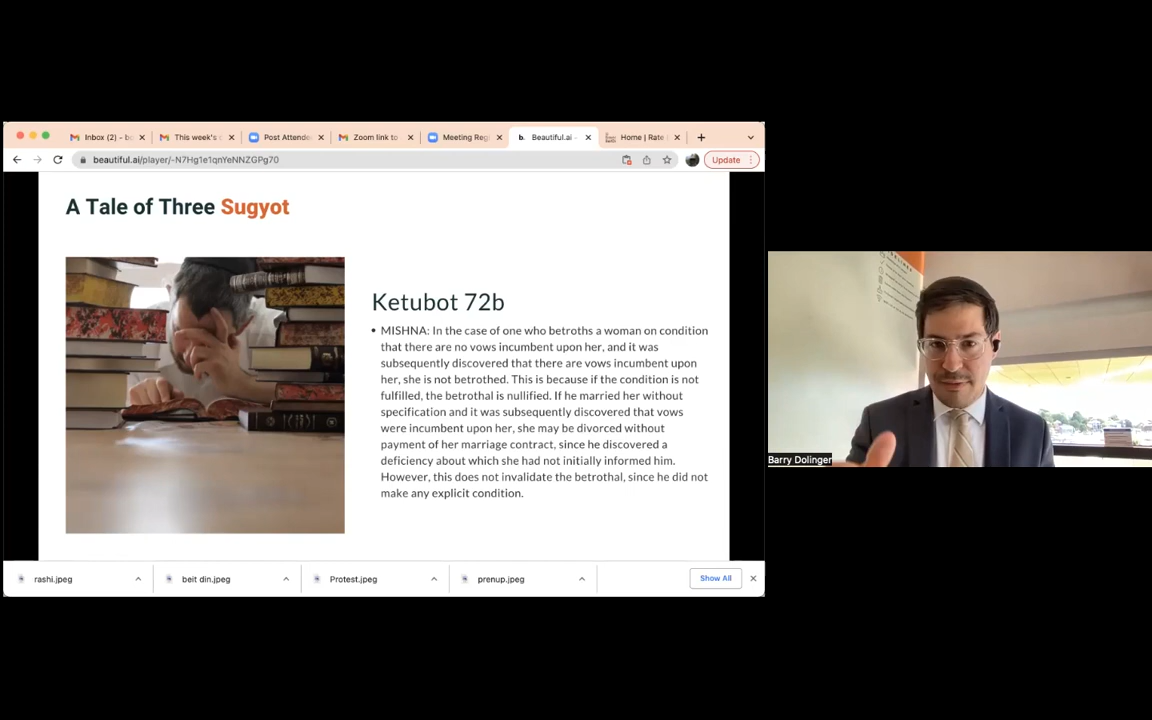 Inbox (2) - b
This week's
Post Attende
Zoom link to
Meeting Reg
b. Beautiful.ai -
Home | Rate
beautiful.ai/player/-N7Hg1e1qnYeNNZGPg70
Update
A Tale of Three Sugyot
Ketubot 72b
• MISHNA: In the case of one who betroths a woman on condition
that there are no vows incumbent upon her, and it was
subsequently discovered that there are vows incumbent upon
her, she is not betrothed. This is because if the condition is not
fulfilled, the betrothal is nullified. If he married her without
specification and it was subsequently discovered that vows
were incumbent upon her, she may be divorced without
payment of her marriage contract, since he discovered a
deficiency about which she had not initially informed him.
However, this does not invalidate the betrothal, since he did not
make any explicit condition.
Barry Dolinger
rashi.jpeg
beit din.jpeg
Protest.jpeg
prenup.jpeg
Show All